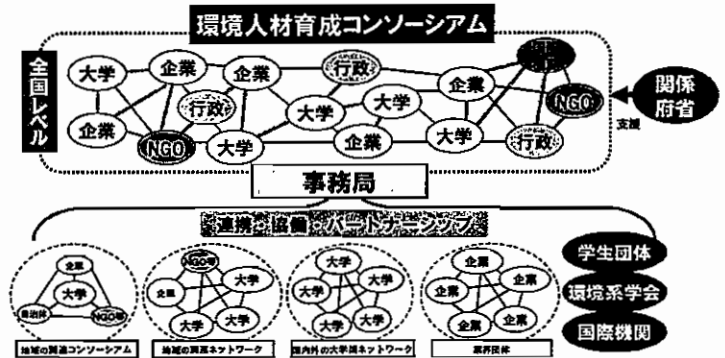 環境人材育成コンソーシアム
全国レベル
大学
企業
企業
行政
企業
NGO
関係
府省
支援
企業
行政
大学
大学
NGO
大学
企業
大学
行政
事務局
連携・協働・パートナーシップ
企業
大学
自治体
NGO等
地域の関連コンソーシアム
NGO等
企業
大学
大学
大学
大学
地域の関連ネットワーク
大学
大学
大学
大学
大学
国内外の大学間ネットワーク
企業
企業
企業
企業
企業
業界団体
学生団体
環境系学会
国際機関